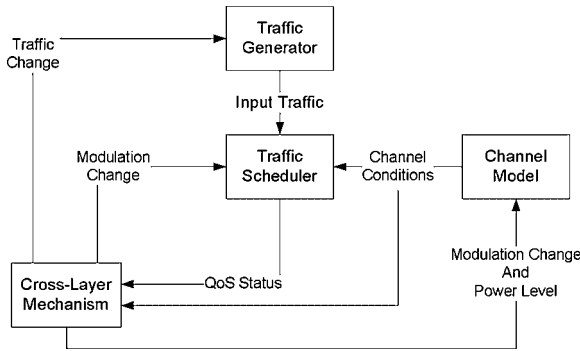 Traffic
Generator
Traffic
Change
Input Traffic
Modulation
Change
Traffic
Scheduler
Channel
Conditions
Channel
Model
Modulation Change
And
Power Level
QoS Status
Cross-Layer
Mechanism